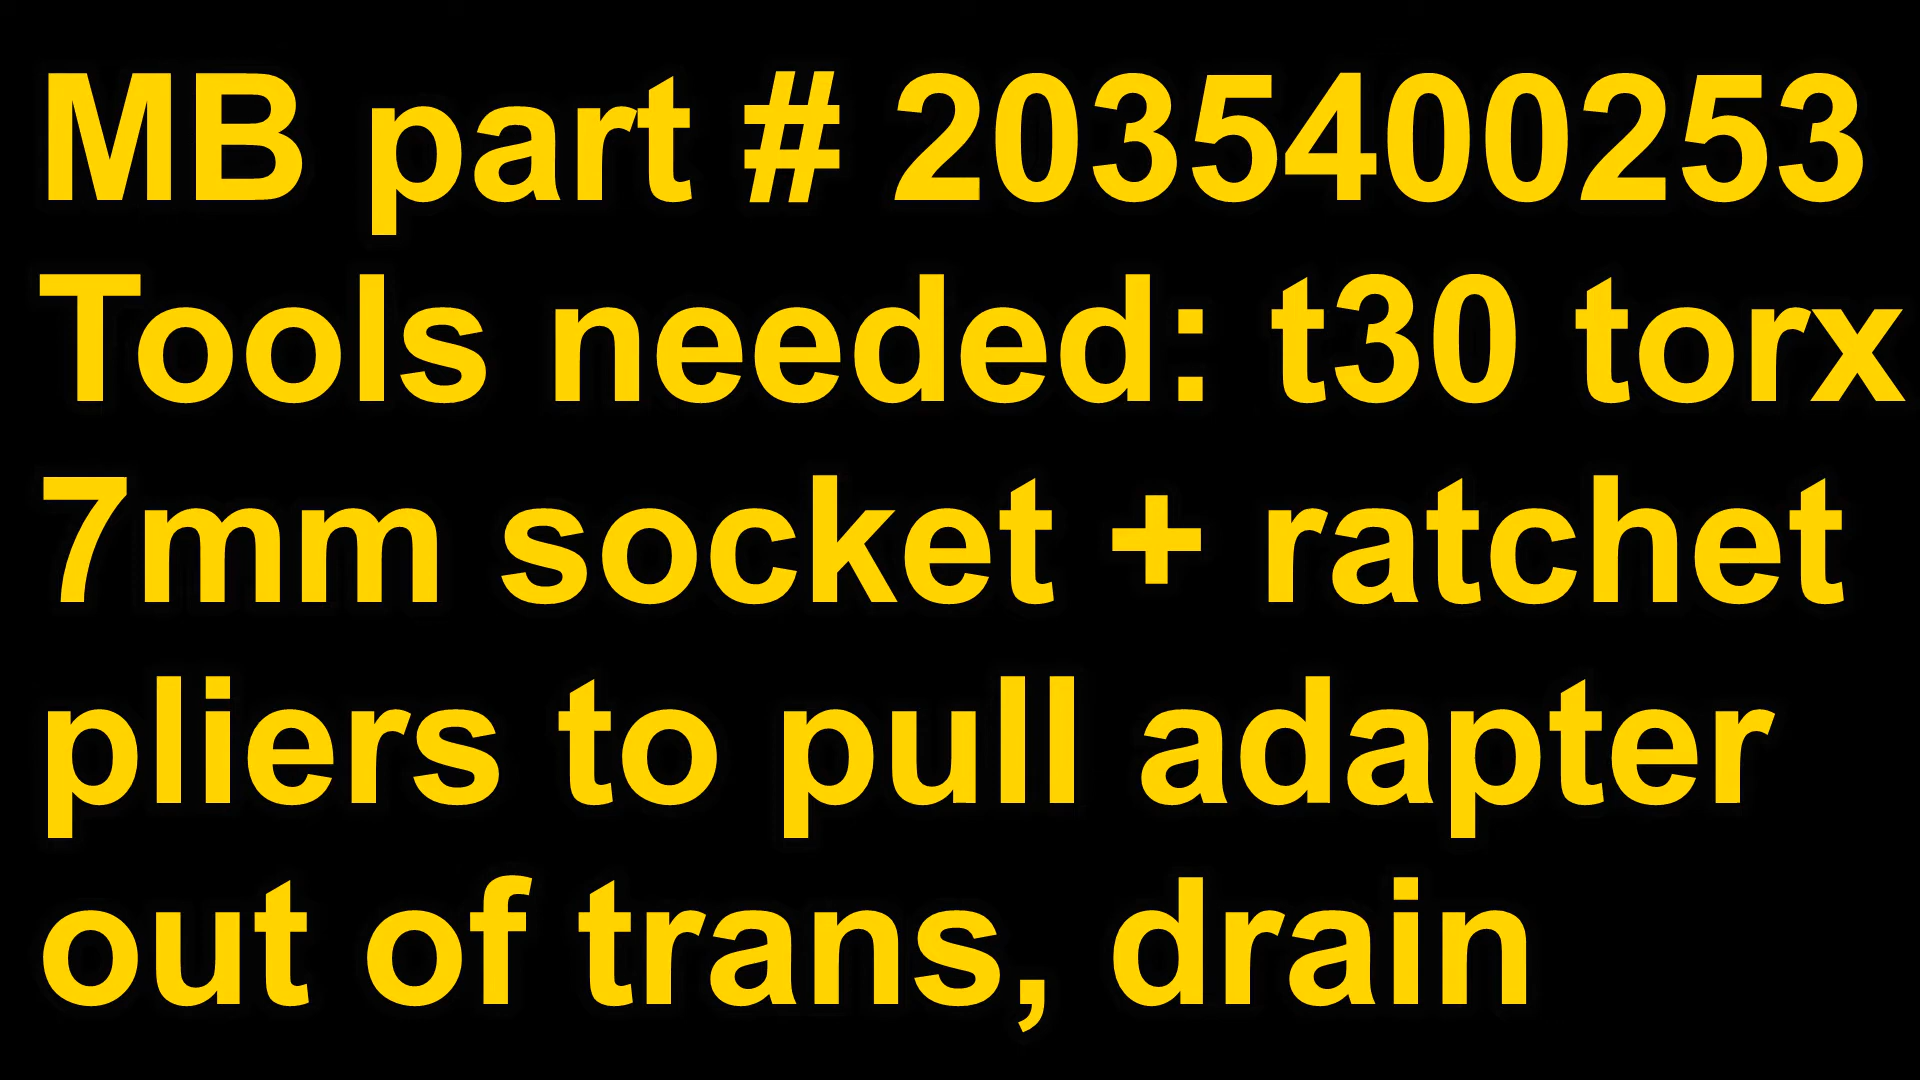 MB part # 2035400253
Tools needed: t30 torx
7mm socket + ratchet
pliers to pull adapter
out of trans, drain